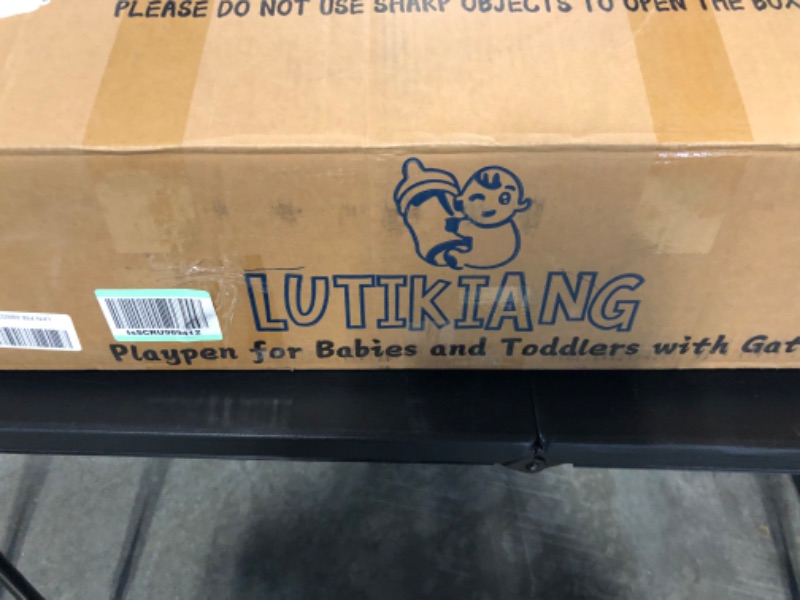 PLEASE DO NOT USE SHARP OBJECTS TO OPEN THE BOX
LUTIKIANG
Playpen for Babies and Toddlers with Gat